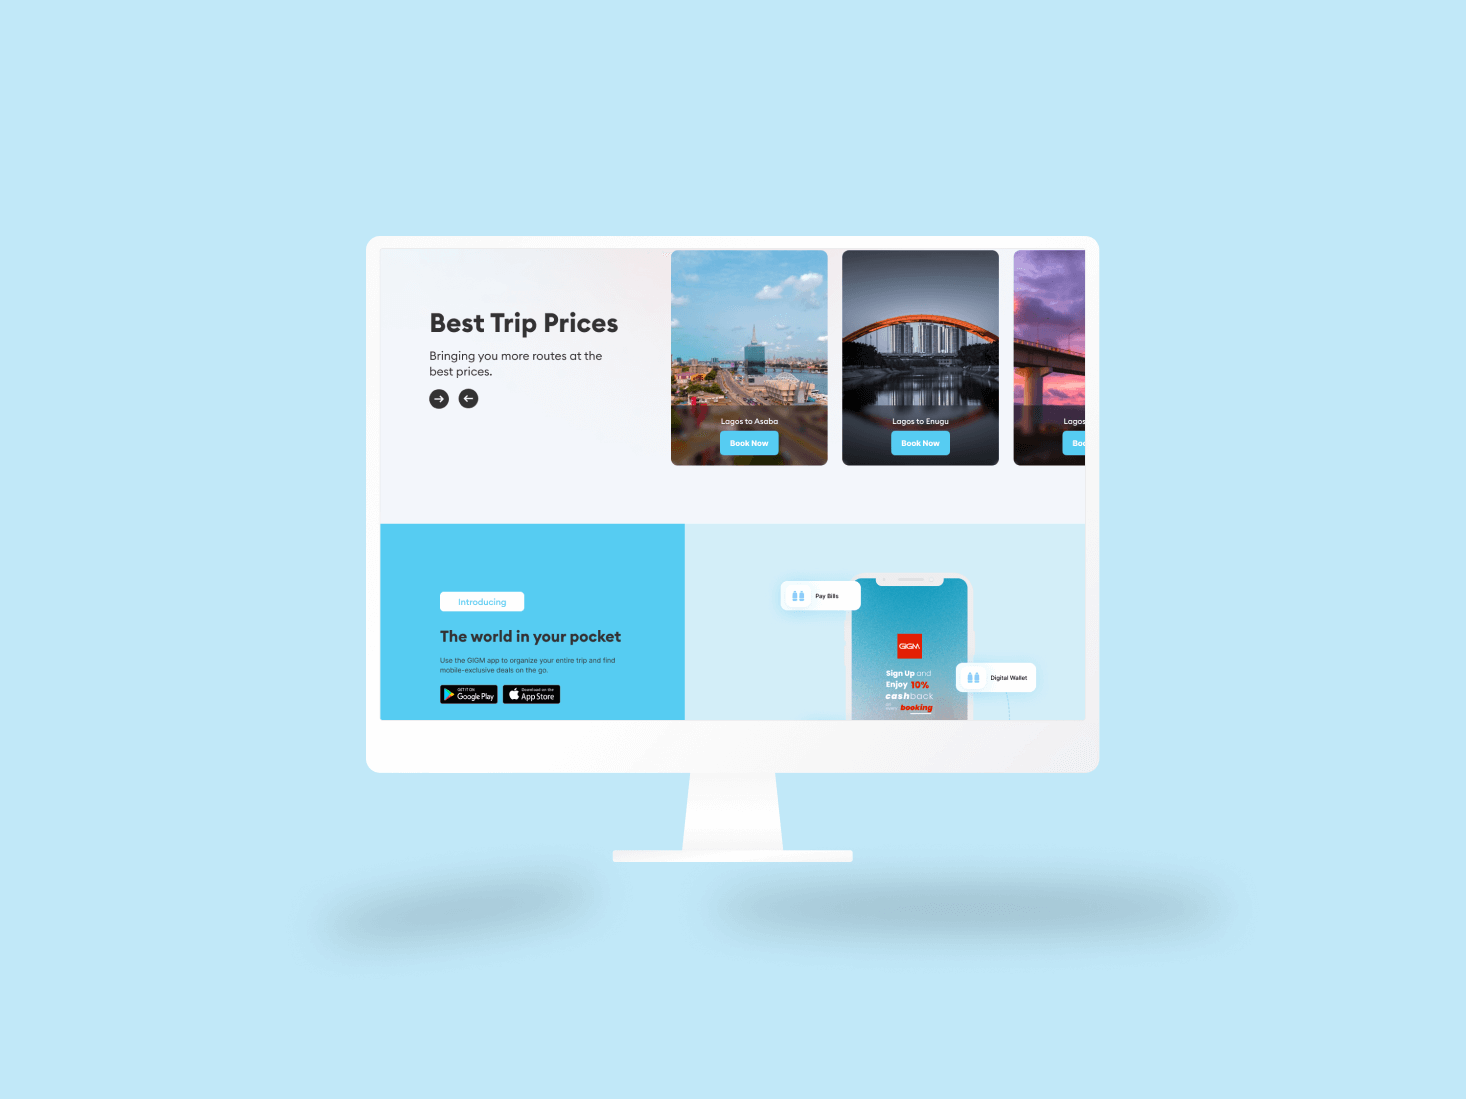 Best Trip Prices
Bringing you more routes at the
best prices.
Lagos to Asaba
Book Now
Lagos to Enugu
Book Now
Lagos
Introducing
The world in your pocket
Use the GIGM app to organize your entire trip and find
mobile-exclusive deals on the go.
GET IT ON
Google Play
Download on the
App Store
Pay Bills
GIGM
Sign Up and
Enjoy 10%
cashback
booking
Digital Wallet